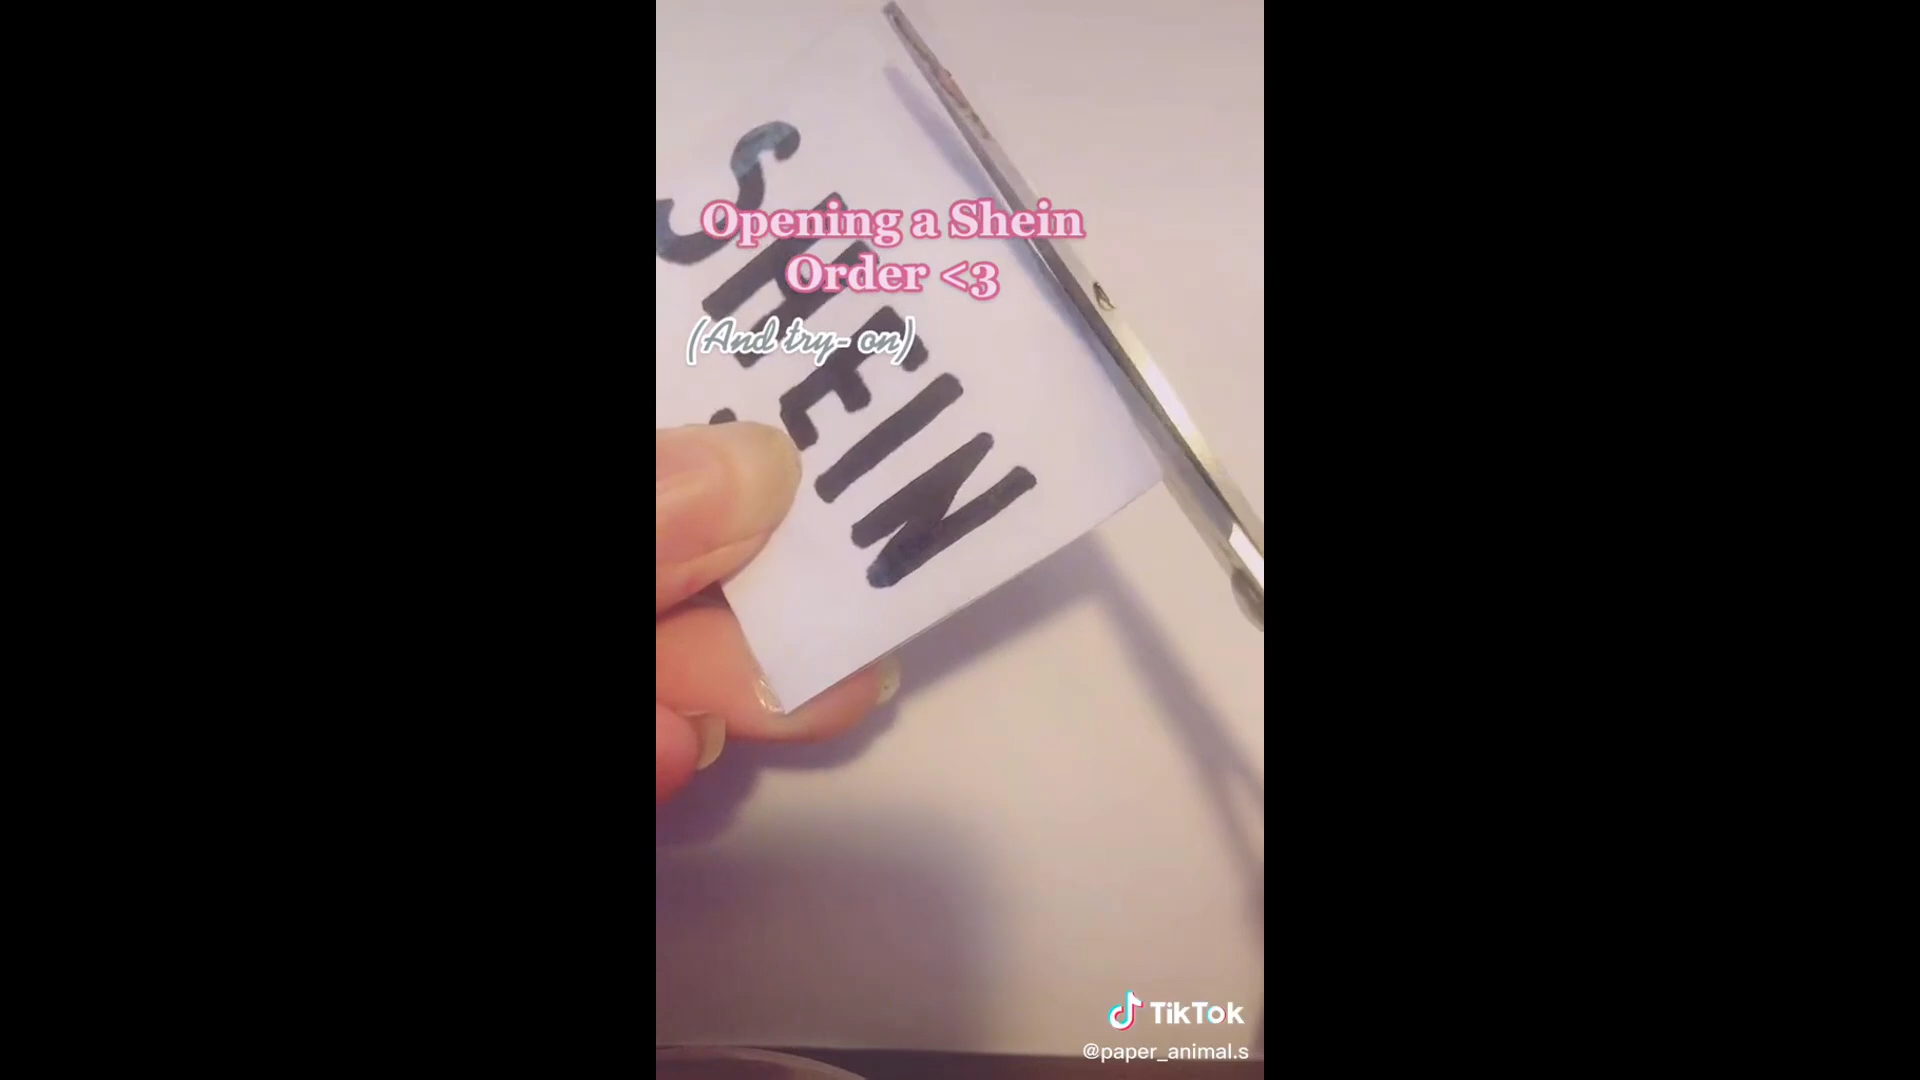 Opening a Shein
Order <3
(And try- on)
SHEIN
TikTok
@paper_animal.s